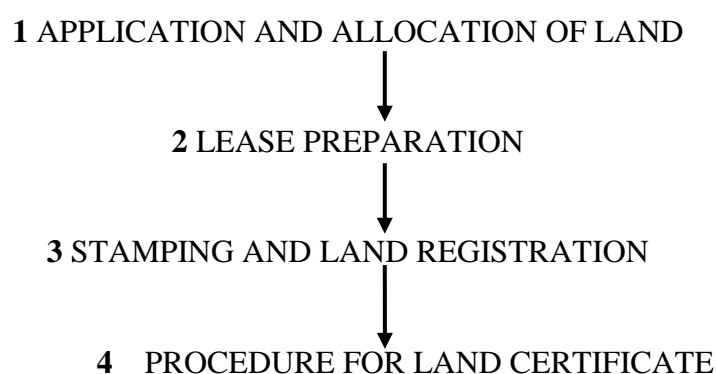 1 APPLICATION AND ALLOCATION OF LAND
2 LEASE PREPARATION
3 STAMPING AND LAND REGISTRATION
4 PROCEDURE FOR LAND CERTIFICATE